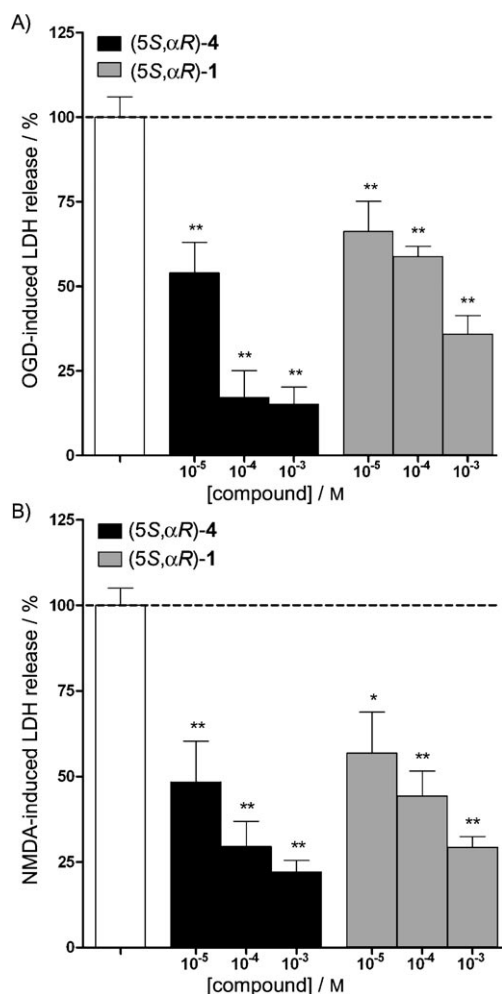 A)
(5S,αR)-4
(5S,αR)-1
OGD-induced LDH release / %
125
100
75
50
25
0
** ** ** ** ** **
10⁻⁵ 10⁻⁴ 10⁻³ 10⁻⁵ 10⁻⁴ 10⁻³
[compound] / M
B)
(5S,αR)-4
(5S,αR)-1
NMDA-induced LDH release / %
125
100
75
50
25
0
** ** ** * ** **
10⁻⁵ 10⁻⁴ 10⁻³ 10⁻⁵ 10⁻⁴ 10⁻³
[compound] / M